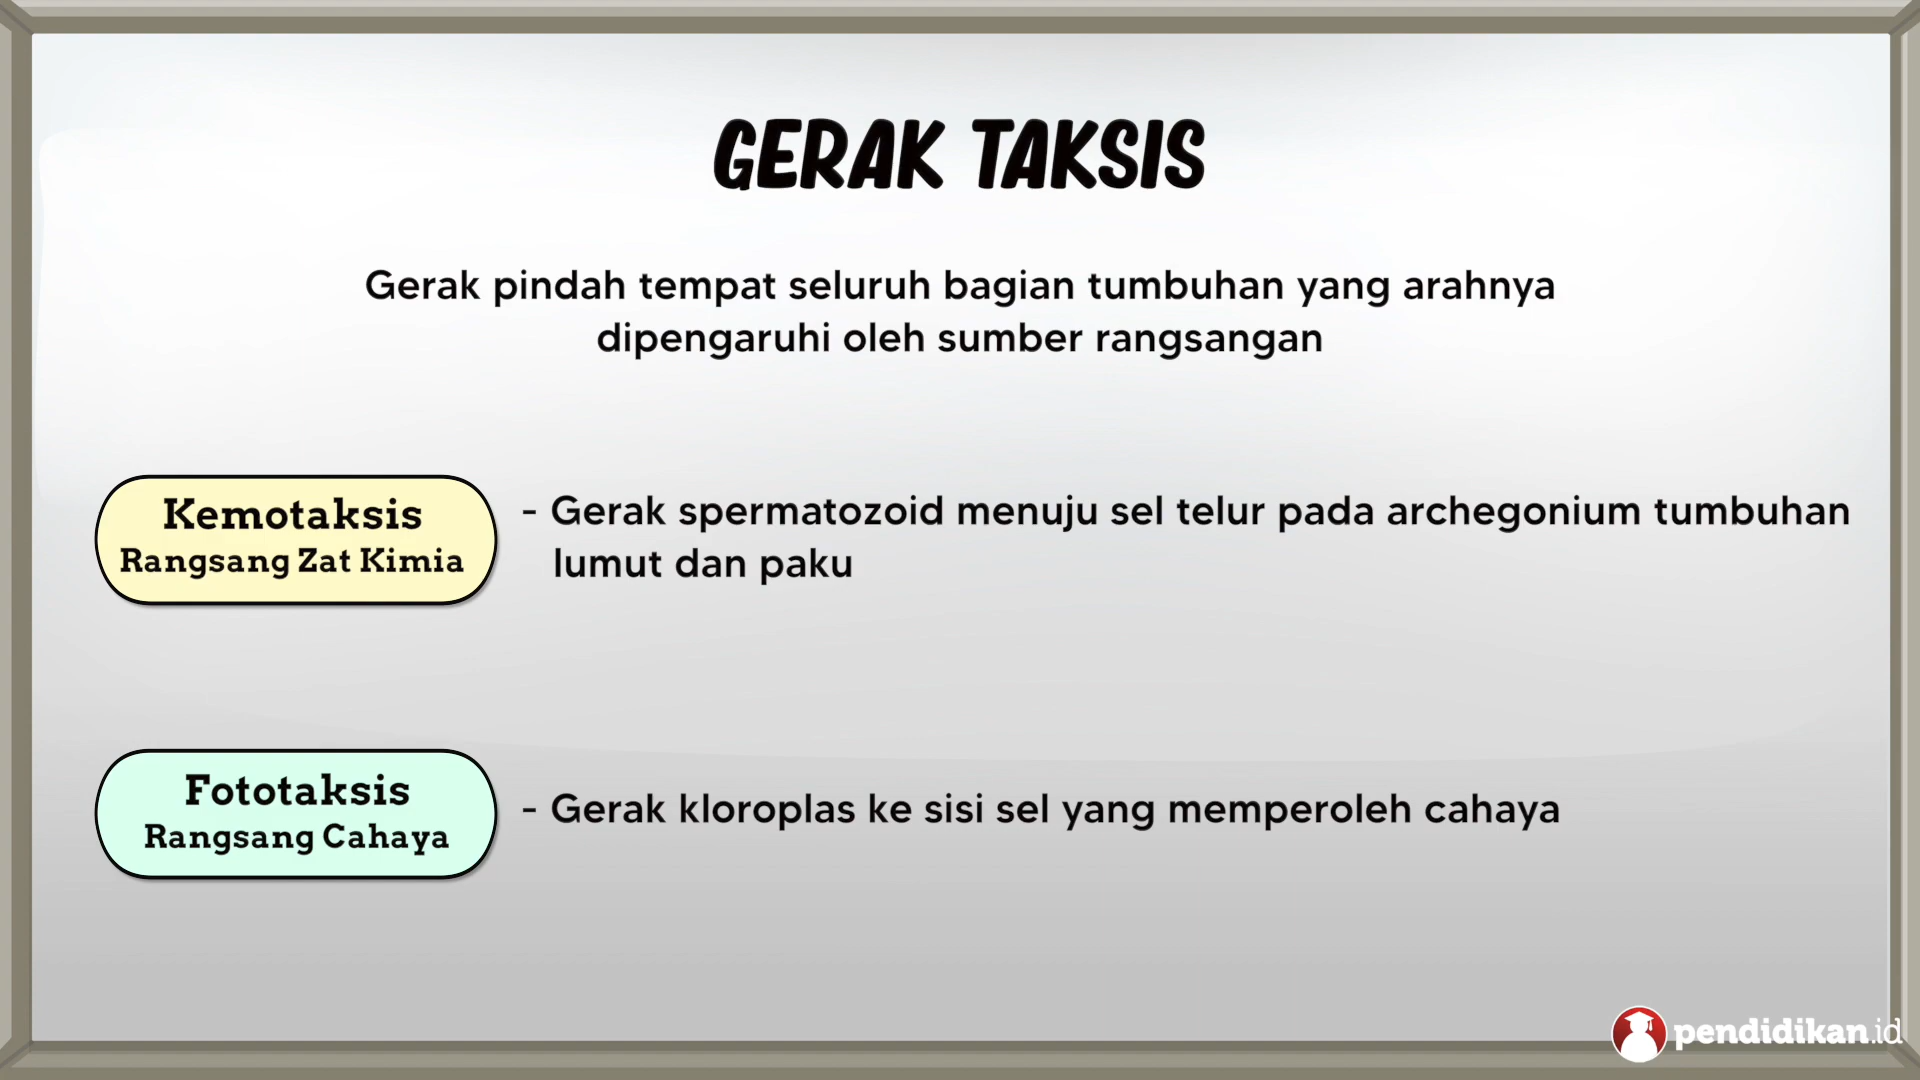 GERAK TAKSIS
Gerak pindah tempat seluruh bagian tumbuhan yang arahnya
dipengaruhi oleh sumber rangsangan
Kemotaksis
Rangsang Zat Kimia
- Gerak spermatozoid menuju sel telur pada archegonium tumbuhan
lumut dan paku
Fototaksis
Rangsang Cahaya
- Gerak kloroplas ke sisi sel yang memperoleh cahaya
pendidikan.id